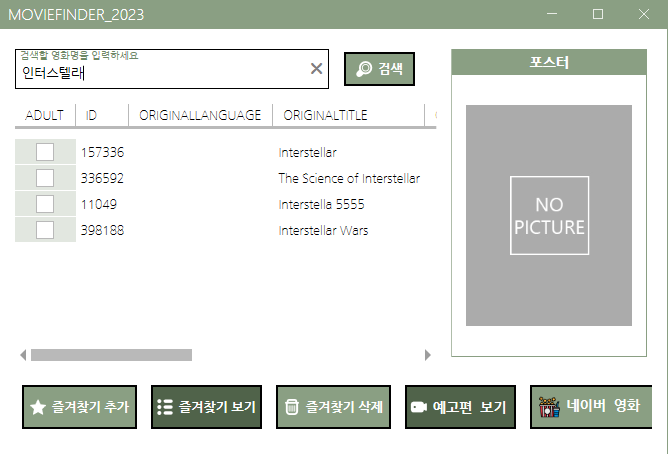 MOVIEFINDER_2023
검색할 영화명을 입력하세요
인터스텔래
검색
포스터
ADULT ID ORIGINALLANGUAGE ORIGINALTITLE
157336 Interstellar
336592 The Science of Interstellar
11049 Interstella 5555
398188 Interstellar Wars
NO
PICTURE
즐겨찾기 추가
즐겨찾기 보기
즐겨찾기 삭제
예고편 보기
네이버 영화